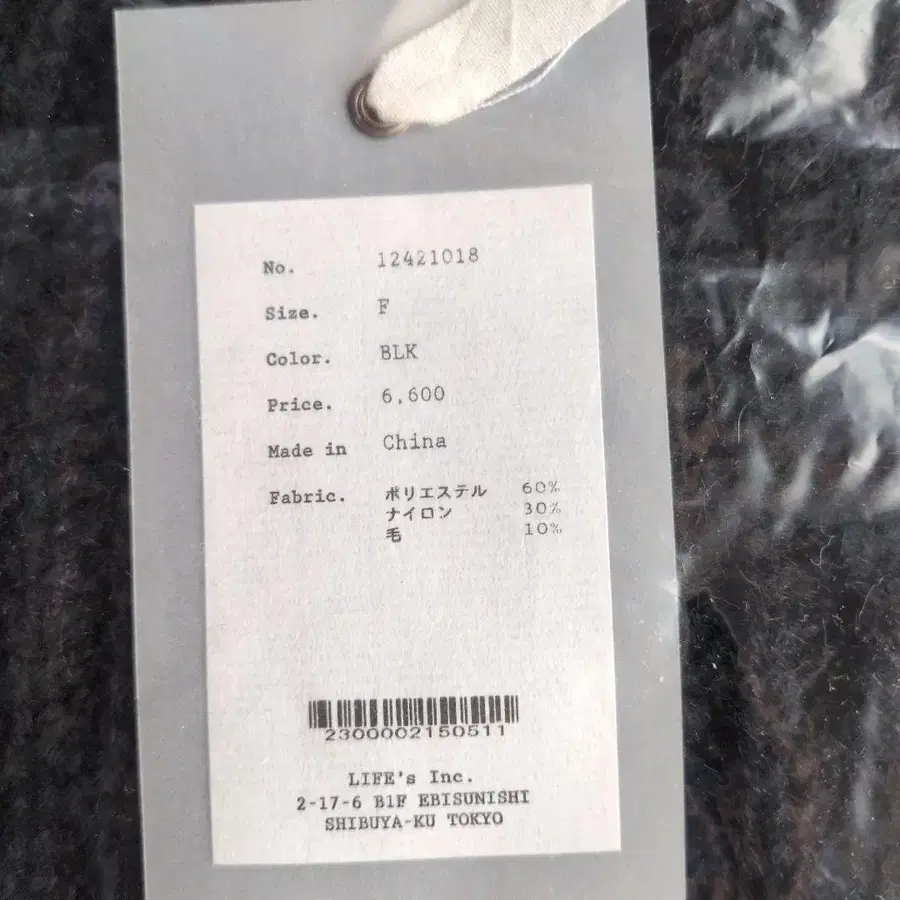 No. 12421018
Size. F
Color. BLK
Price. 6,600
Made in China
Fabric. ポリエステル 60%
ナイロン 30%
毛 10%
2300002150511
LIFE's Inc.
2-17-6 B1F EBISUNISHI
SHIBUYA-KU TOKYO